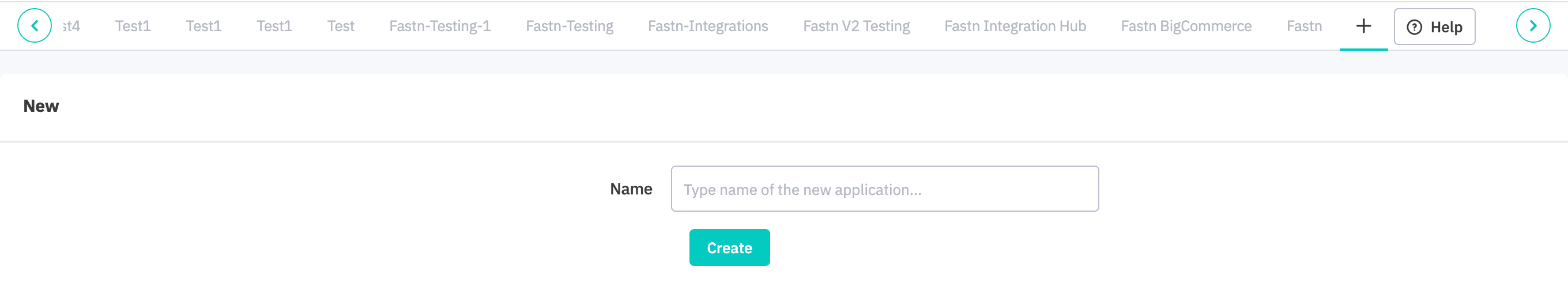 st4 Test1 Test1 Test1 Test Fastn-Testing-1 Fastn-Testing Fastn-Integrations Fastn V2 Testing Fastn Integration Hub Fastn BigCommerce Fastn + Help
New
Name Type name of the new application...
Create